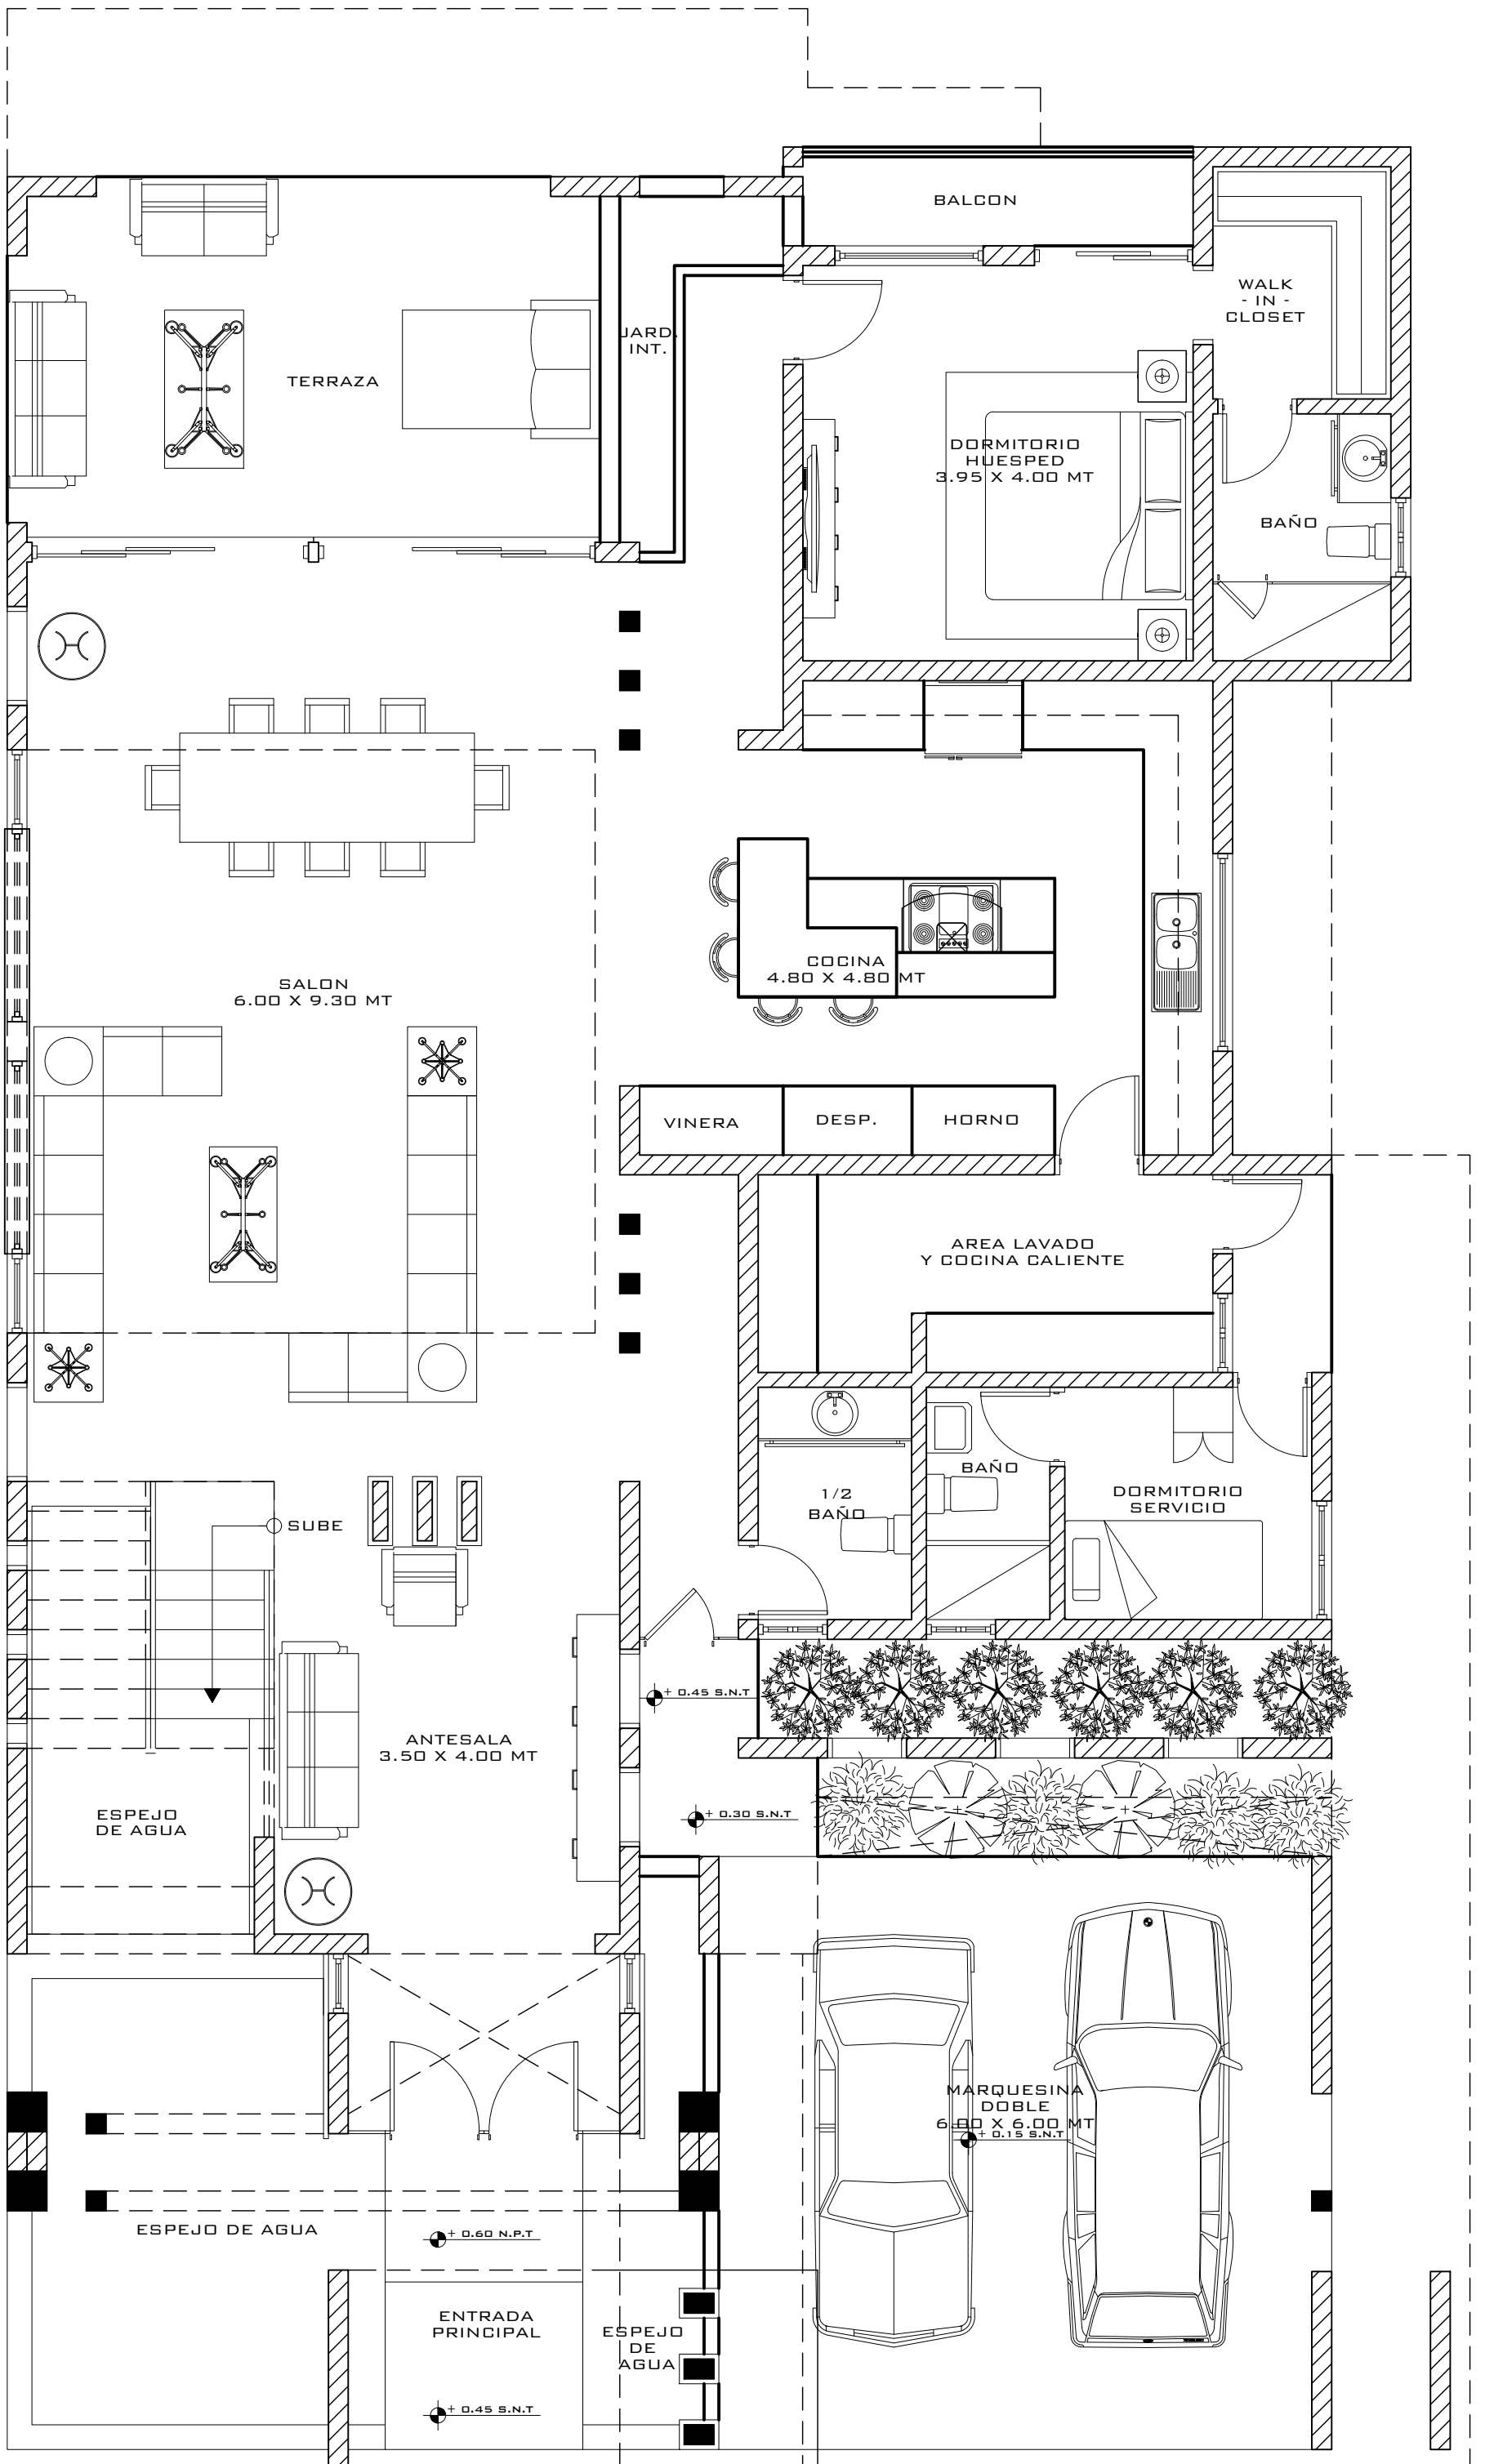 BALCON
WALK
- IN -
CLOSET
JARD.
INT.
TERRAZA
DORMITORIO
HUESPED
3.95 X 4.00 MT
BAÑO
COCINA
4.80 X 4.80 MT
SALON
6.00 X 9.30 MT
VINERA
DESP.
HORNO
AREA LAVADO
Y COCINA CALIENTE
BAÑO
DORMITORIO
SERVICIO
1/2
BAÑO
SUBE
+ 0.45 S.N.T
ANTESALA
3.50 X 4.00 MT
ESPEJO
DE AGUA
+ 0.30 S.N.T
MARQUESINA
DOBLE
6.00 X 6.00 MT
+ 0.15 S.N.T
ESPEJO DE AGUA
+ 0.60 N.P.T
ENTRADA
PRINCIPAL
ESPEJO
DE
AGUA
+ 0.45 S.N.T